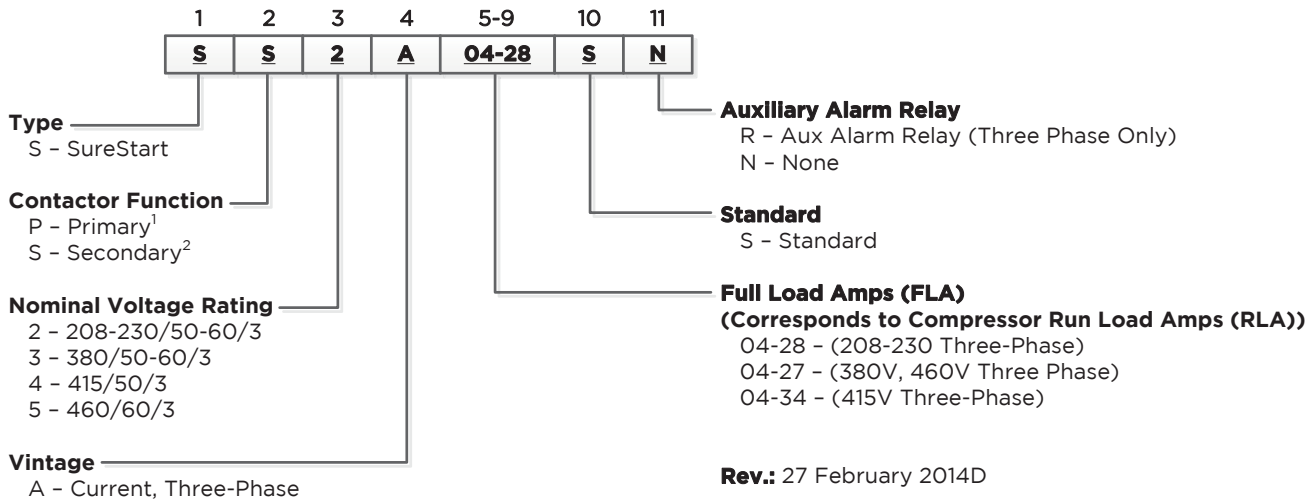 1 2 3 4 5-9 10 11
S S 2 A 04-28 S N
Type
S – SureStart
Contactor Function
P – Primary¹
S – Secondary²
Nominal Voltage Rating
2 – 208-230/50-60/3
3 – 380/50-60/3
4 – 415/50/3
5 – 460/60/3
Vintage
A – Current, Three-Phase
Auxiliary Alarm Relay
R – Aux Alarm Relay (Three Phase Only)
N – None
Standard
S – Standard
Full Load Amps (FLA)
(Corresponds to Compressor Run Load Amps (RLA))
04-28 – (208-230 Three-Phase)
04-27 – (380V, 460V Three Phase)
04-34 – (415V Three-Phase)
Rev.: 27 February 2014D